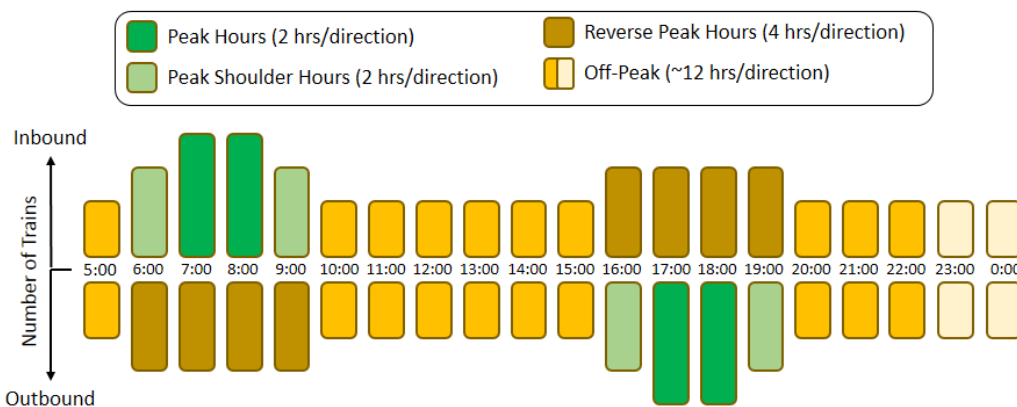 Peak Hours (2 hrs/direction)
Reverse Peak Hours (4 hrs/direction)
Peak Shoulder Hours (2 hrs/direction)
Off-Peak (~12 hrs/direction)
Inbound
Number of Trains
5:00 6:00 7:00 8:00 9:00 10:00 11:00 12:00 13:00 14:00 15:00 16:00 17:00 18:00 19:00 20:00 21:00 22:00 23:00 0:00
Outbound